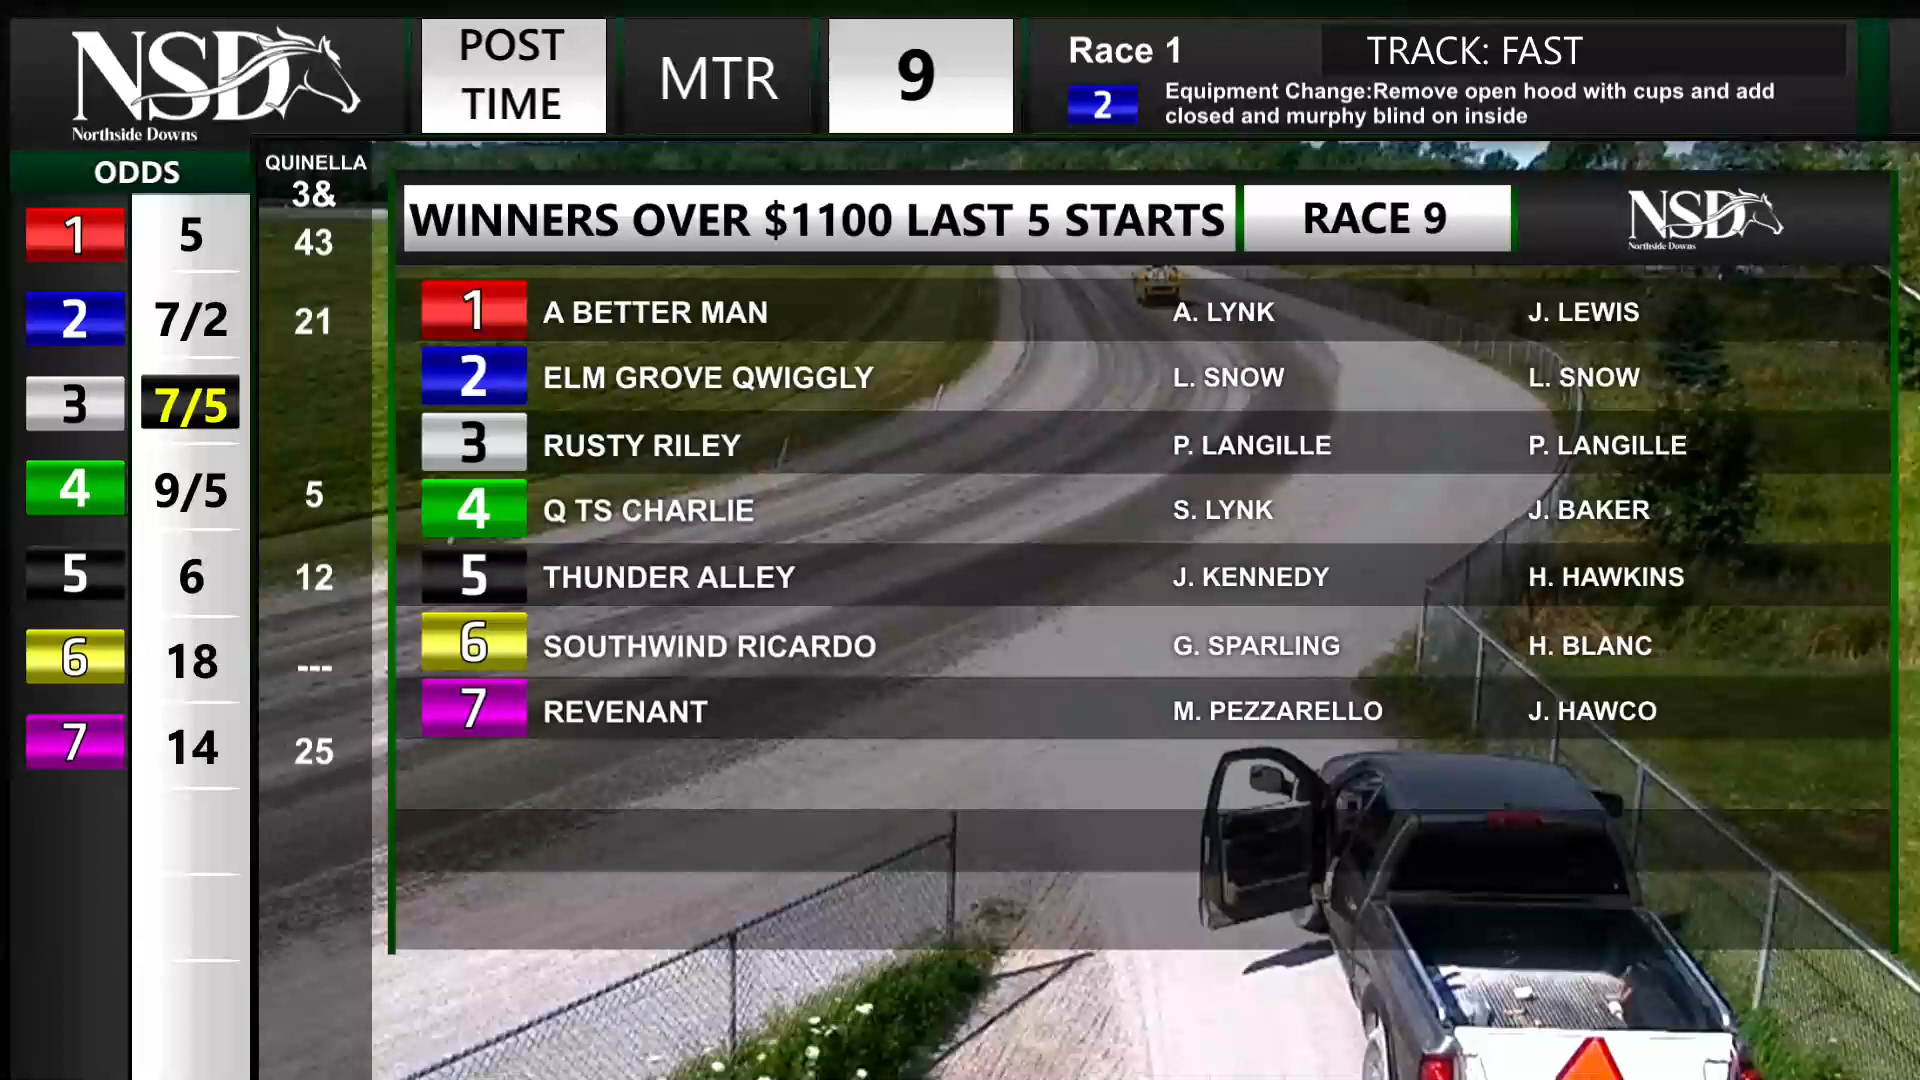 NSD
Northside Downs
POST
TIME
MTR
9
Race 1
TRACK: FAST
2
Equipment Change:Remove open hood with cups and add
closed and murphy blind on inside
ODDS
QUINELLA
3&
1 5 43
2 7/2 21
3 7/5
4 9/5 5
5 6 12
6 18 ---
7 14 25
WINNERS OVER $1100 LAST 5 STARTS
RACE 9
NSD
Northside Downs
1 A BETTER MAN A. LYNK J. LEWIS
2 ELM GROVE QWIGGLY L. SNOW L. SNOW
3 RUSTY RILEY P. LANGILLE P. LANGILLE
4 Q TS CHARLIE S. LYNK J. BAKER
5 THUNDER ALLEY J. KENNEDY H. HAWKINS
6 SOUTHWIND RICARDO G. SPARLING H. BLANC
7 REVENANT M. PEZZARELLO J. HAWCO